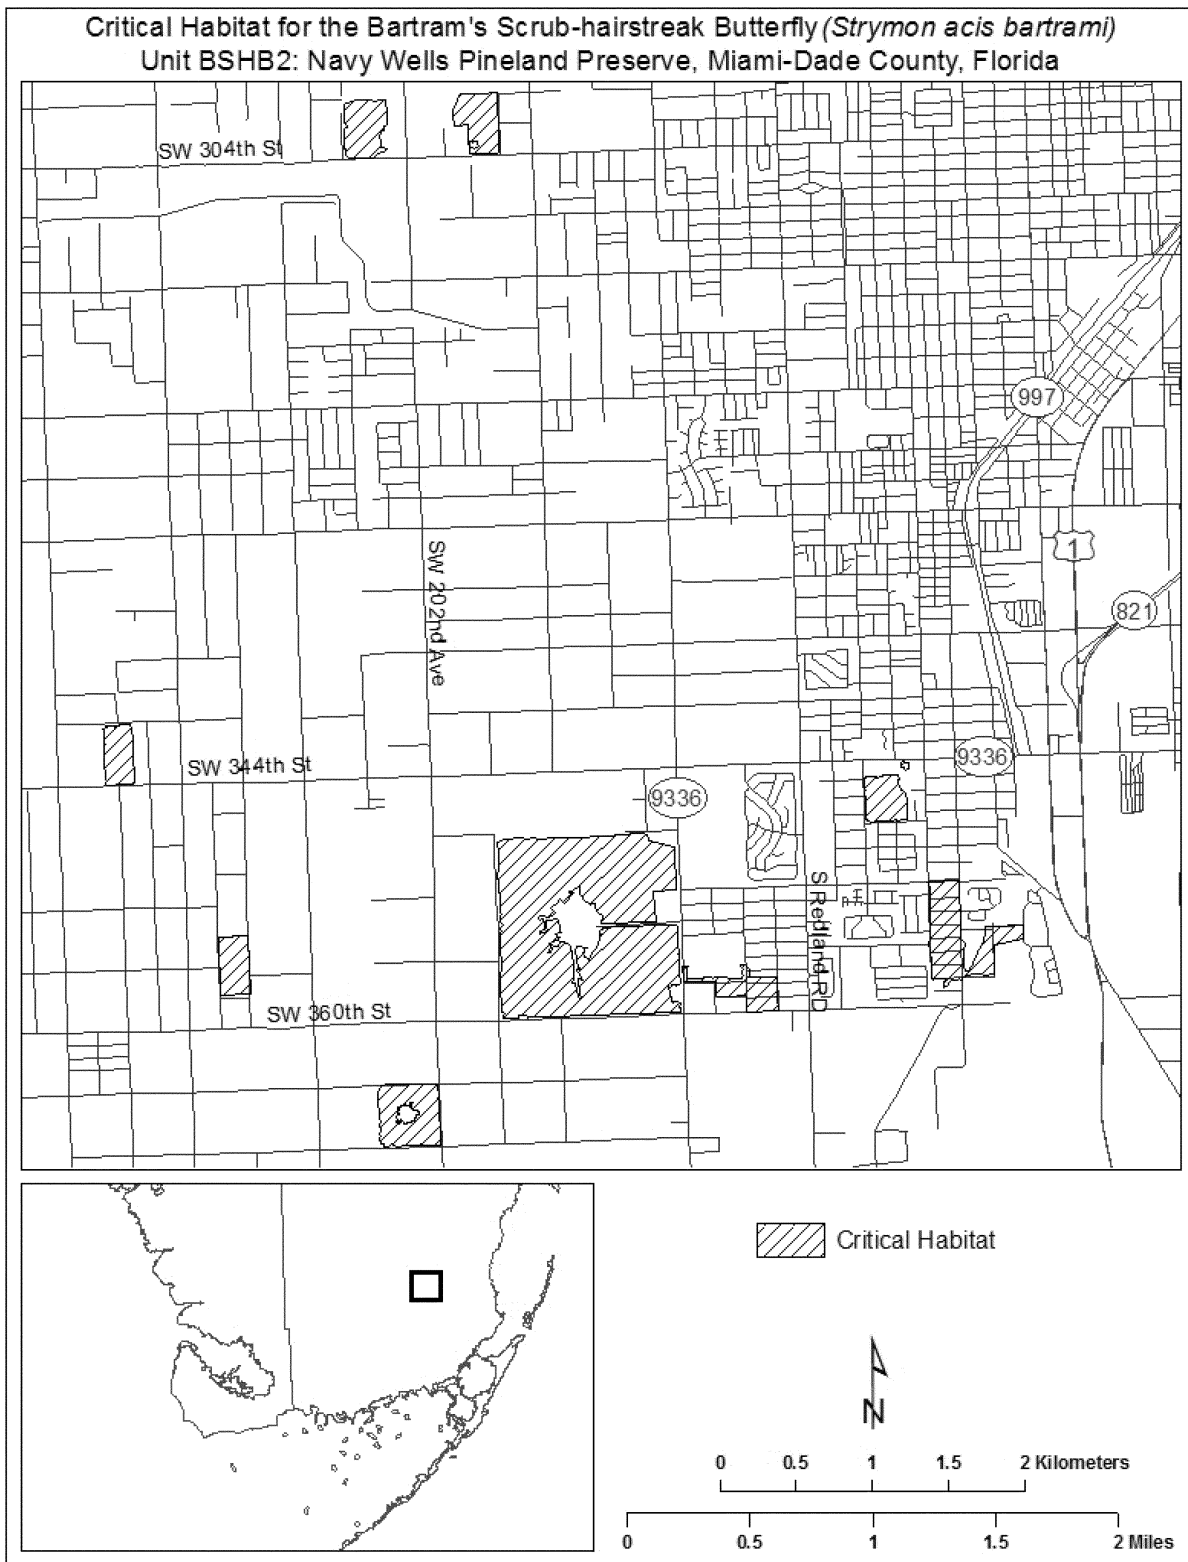 Critical Habitat for the Bartram's Scrub-hairstreak Butterfly (Strymon acis bartrami)
Unit BSHB2: Navy Wells Pineland Preserve, Miami-Dade County, Florida
SW 304th St
997
SW 202nd Ave
1
821
SW 344th St
9336
9336
S Redland RD
SW 360th St
Critical Habitat
N
0 0.5 1 1.5 2 Kilometers
0 0.5 1 1.5 2 Miles